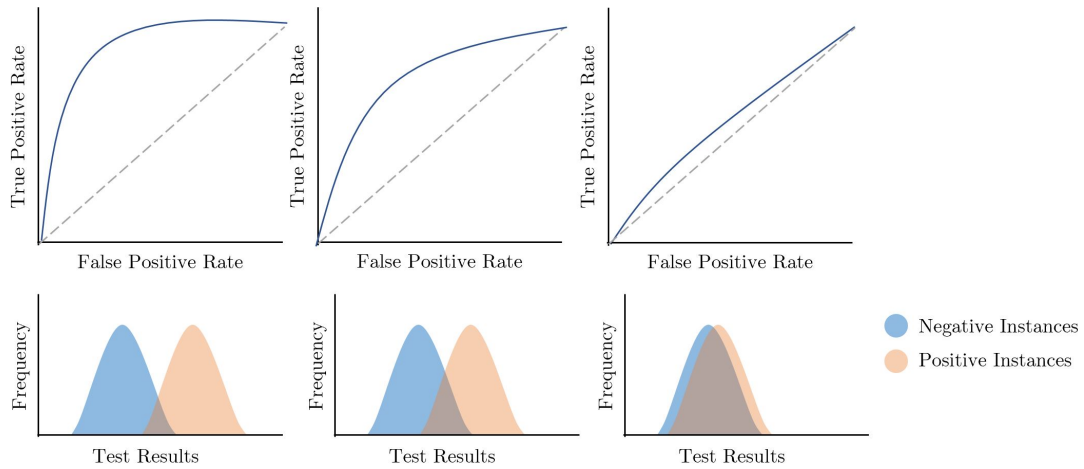 True Positive Rate
False Positive Rate
True Positive Rate
False Positive Rate
True Positive Rate
False Positive Rate
Frequency
Test Results
Frequency
Test Results
Frequency
Test Results
Negative Instances
Positive Instances